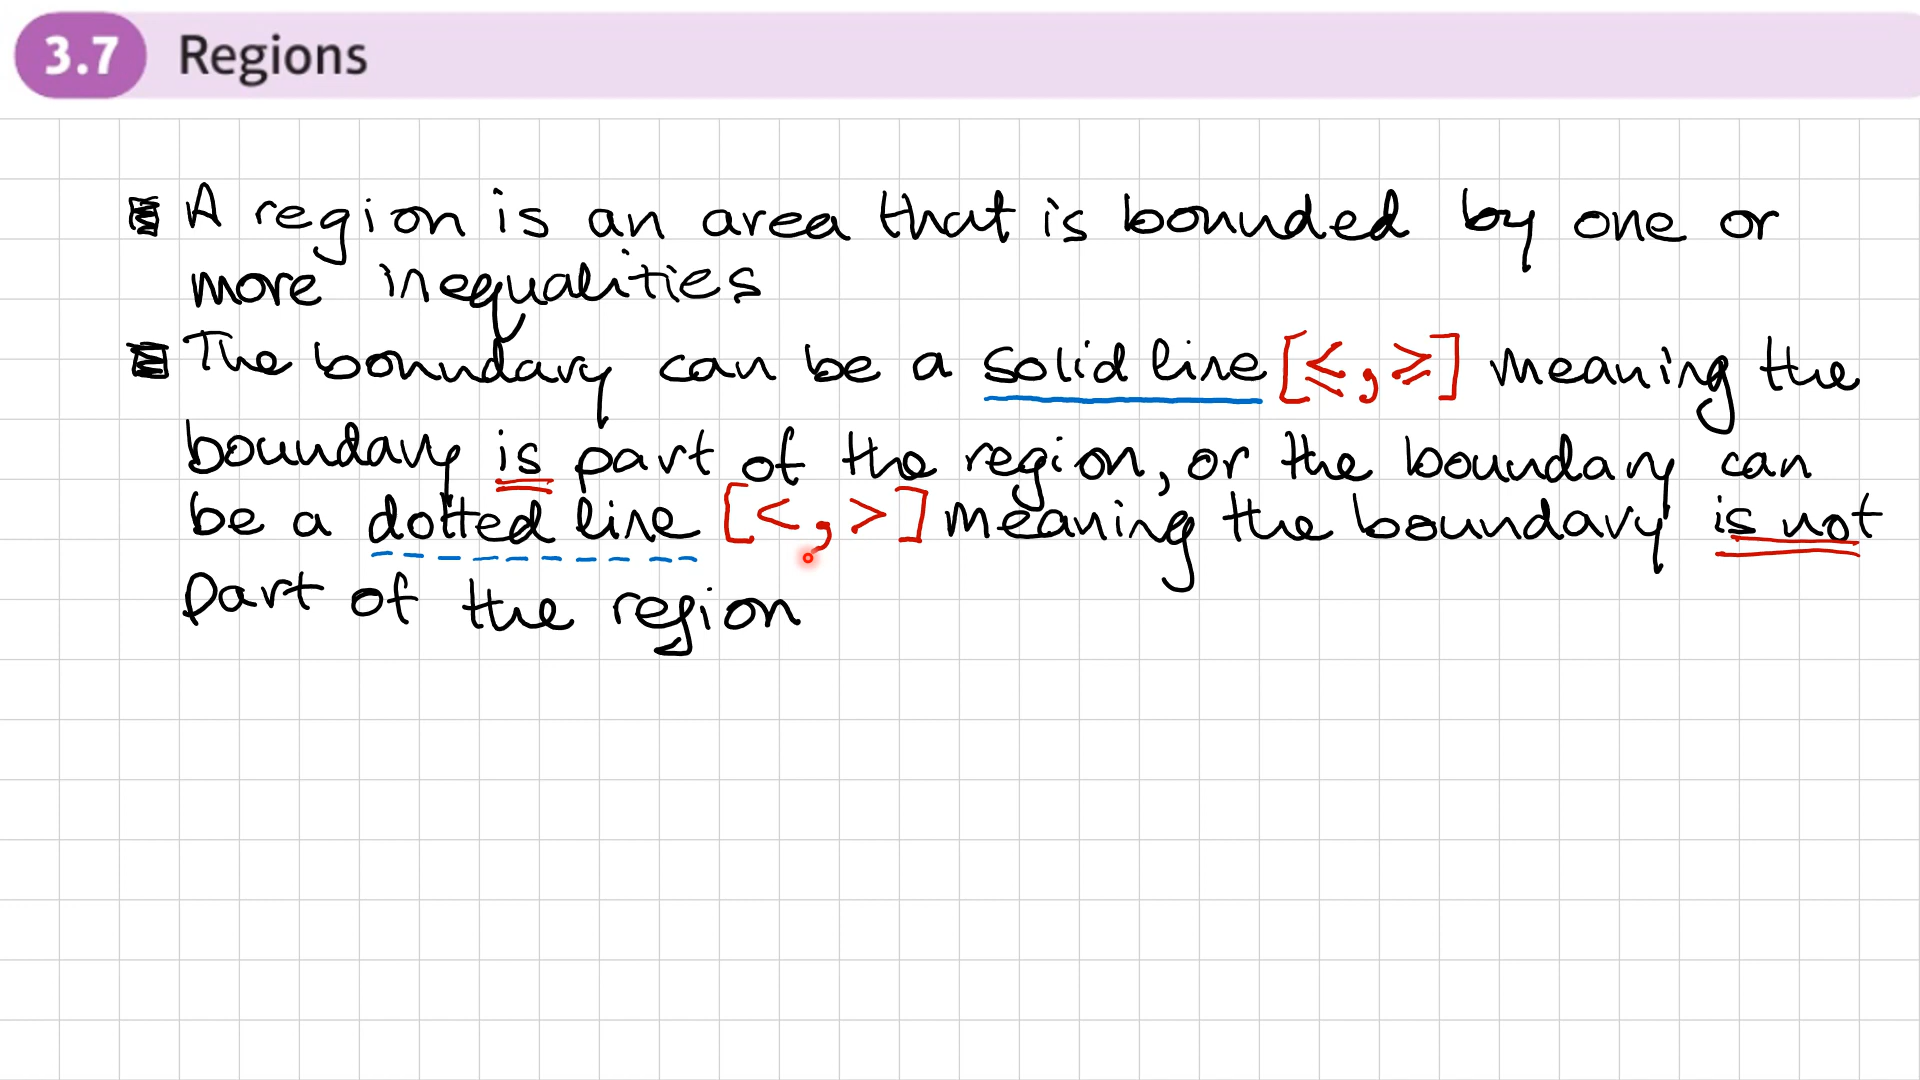 3.7 Regions
A region is an area that is bounded by one or
more inequalities
The boundary can be a solid line [≤,≥] meaning the
boundary is part of the region, or the boundary can
be a dotted line [<,>] meaning the boundary is not
part of the region